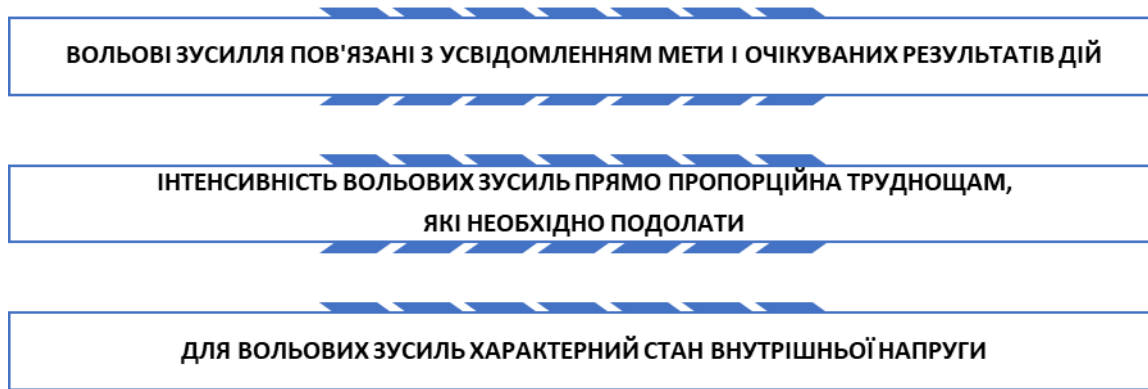 ВОЛЬОВІ ЗУСИЛЛЯ ПОВ'ЯЗАНІ З УСВІДОМЛЕННЯМ МЕТИ І ОЧІКУВАНИХ РЕЗУЛЬТАТІВ ДІЙ
ІНТЕНСИВНІСТЬ ВОЛЬОВИХ ЗУСИЛЬ ПРЯМО ПРОПОРЦІЙНА ТРУДНОЩАМ,
ЯКІ НЕОБХІДНО ПОДОЛАТИ
ДЛЯ ВОЛЬОВИХ ЗУСИЛЬ ХАРАКТЕРНИЙ СТАН ВНУТРІШНЬОЇ НАПРУГИ